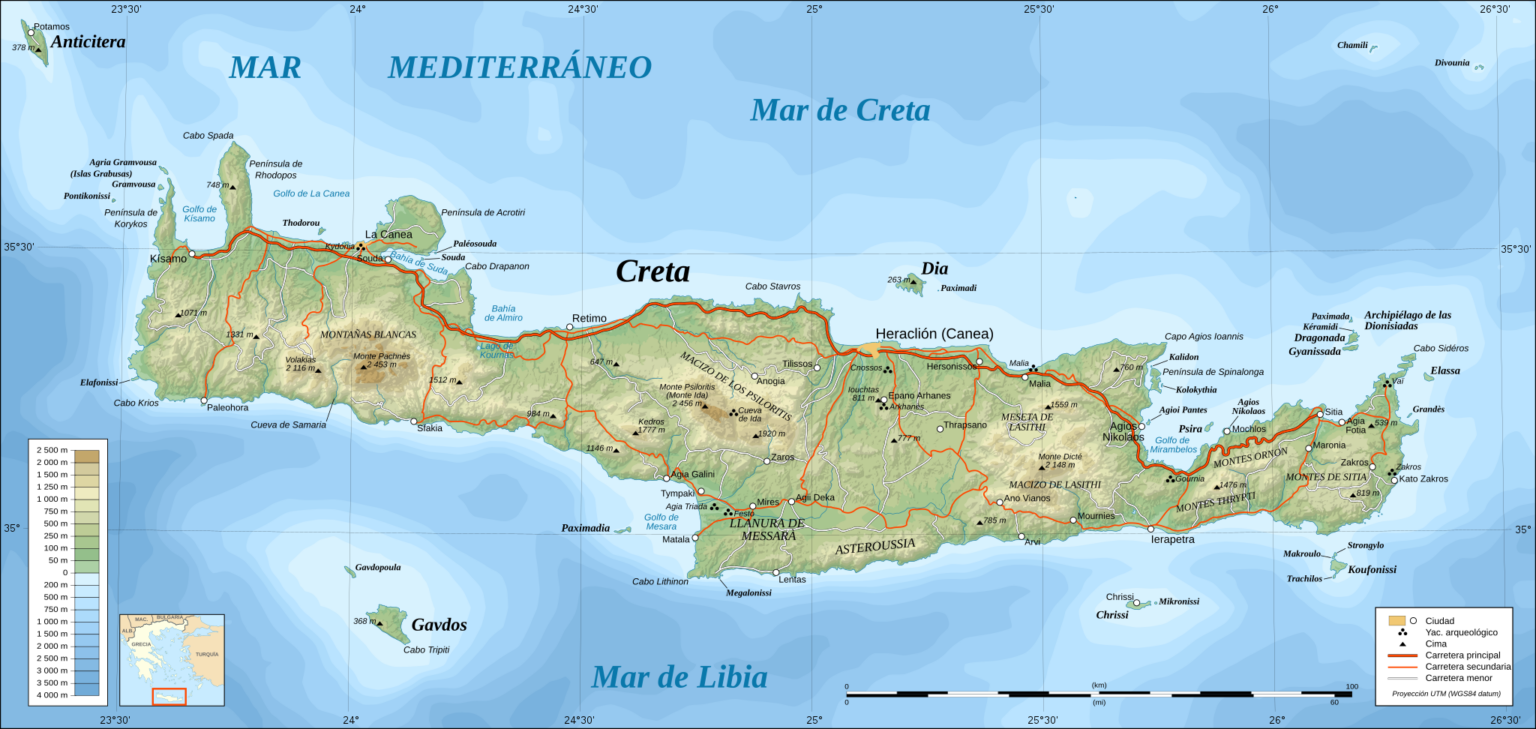 23°30'
24°
24°30'
25°
25°30'
26°
26°30'
Potamos
378 m
Anticitera
MAR MEDITERRÁNEO
Mar de Creta
Chamili
Divounia
Cabo Spada
Agria Gramvousa
(Islas Grabusas)
Gramvousa
Pontikonissi
Península de
Korykos
748 m
Península de
Rhodopos
Golfo de
Kísamo
Golfo de La Canea
Thodorou
Península de Acrotiri
La Canea
Kydonia
Souda
Bahía de Suda
Paléosouda
Souda
Cabo Drapanon
35°30'
35°30'
Kísamo
Creta
Cabo Stavros
Dia
263 m
Paximadi
Bahía
de Almiro
Retimo
Lago de
Kournas
1071 m
1331 m
MONTAÑAS BLANCAS
Volakias
2 116 m
Monte Pachnès
2 453 m
1512 m
Elafonissi
Cabo Krios
Paleohora
Cueva de Samaria
Sfakia
984 m
647 m
MACIZO DE LOS PSILORITIS
Tilissos
Anogia
Monte Psiloritis
(Monte Ida)
2 456 m
Cueva
de Ida
Kedros
1777 m
1920 m
1146 m
Zaros
Heraclión (Canea)
Cnossos
Hersonissos
Malia
Malia
Iouchtas
811 m
Epano Arhanes
Arkhanès
Thrapsano
777 m
1559 m
MESETA DE
LASITHI
Monte Dicté
2 148 m
MACIZO DE LASITHI
760 m
Capo Agios Ioannis
Kalidon
Península de Spinalonga
Kolokythia
Agioi Pantes
Agios
Nikolaos
Golfo de
Mirambelos
Psira
Agios
Nikolaos
Mochlos
Paximada
Kéramidi
Dragonada
Gyanissada
Archipiélago de las
Dionisiadas
Cabo Sidéros
Elassa
Vaï
Grandès
Sitia
Agia
Fotia
539 m
Maronia
Zakros
Zakros
Kato Zakros
MONTES ORNON
MONTES DE SITIA
MONTES THRYPTI
1476 m
819 m
Gournia
Agua Galini
Tympaki
Agia Triada
Festo
Mires
Agii Deka
Golfo de
Mesara
Paximadia
Matala
LLANURA DE
MESSARÁ
ASTEROUSSIA
Ano Vianos
785 m
Mournies
Arvi
Ierapetra
35°
35°
Cabo Lithinon
Megalonissi
Lentas
Gavdopoula
368 m
Gavdos
Cabo Tripiti
Mar de Libia
Chrissi
Chrissi
Mikronissi
Makroulo
Strongylo
Koufonissi
Trachilos
2 500 m
2 000 m
1 500 m
1 250 m
1 000 m
750 m
500 m
250 m
100 m
50 m
0
200 m
500 m
750 m
1 000 m
1 500 m
2 000 m
2 500 m
3 000 m
3 500 m
4 000 m
MAC.
BULGARIA
ALB.
GRECIA
TURQUÍA
0 (km) 100
0 (mi) 60
Ciudad
Yac. arqueológico
Cima
Carretera principal
Carretera secundaria
Carretera menor
Proyección UTM (WGS84 datum)
23°30'
24°
24°30'
25°
25°30'
26°
26°30'